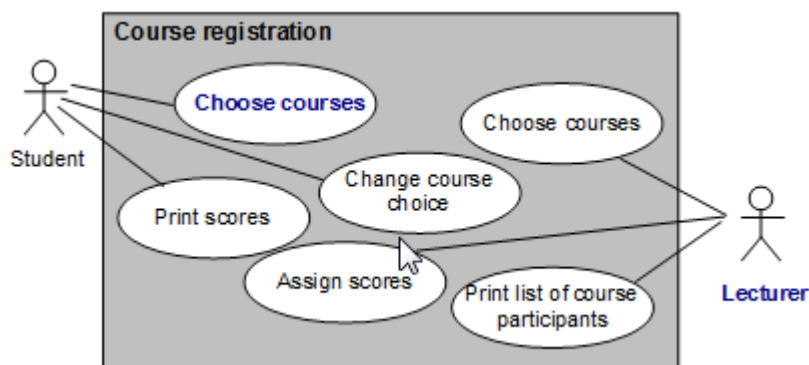 Course registration
Choose courses
Choose courses
Student
Change course
choice
Print scores
Assign scores
Print list of course
participants
Lecturer